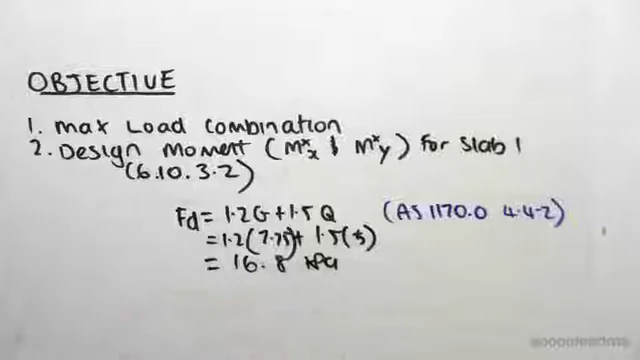 OBJECTIVE
1. Max Load Combination
2. Design Moment (M*x & M*y) for Slab 1
(6.10.3.2)
Fd = 1.2G + 1.5Q (AS 1170.0 4.4.2)
= 1.2(7.75) + 1.5(5)
= 16.8 kPa